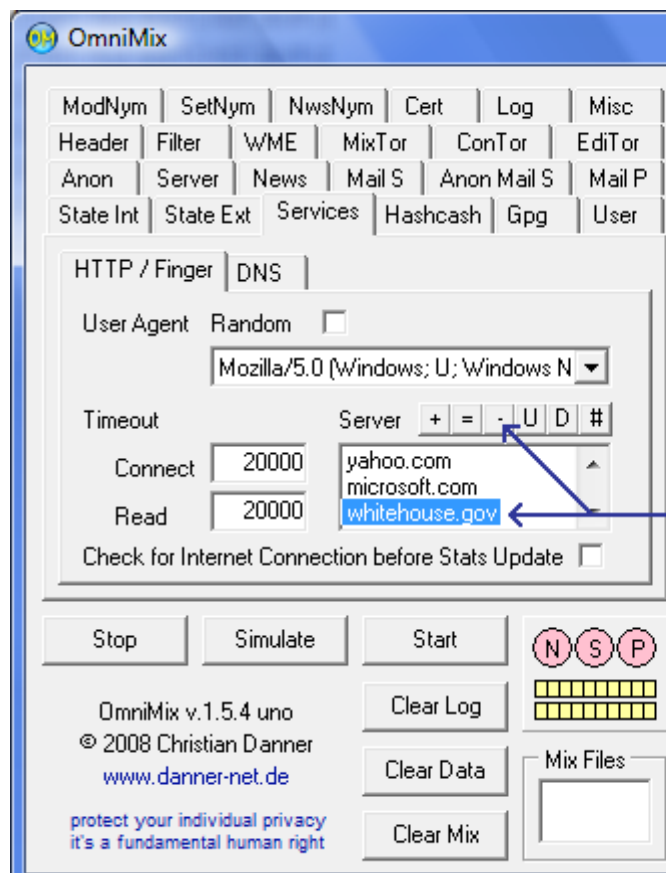 OmniMix
ModNym SetNym NwsNym Cert Log Misc
Header Filter WME MixTor ConTor EdiTor
Anon Server News Mail S Anon Mail S Mail P
State Int State Ext Services Hashcash Gpg User
HTTP / Finger DNS
User Agent Random
Mozilla/5.0 (Windows; U; Windows N
Timeout Server + = - U D #
Connect 20000 yahoo.com
microsoft.com
Read 20000 whitehouse.gov
Check for Internet Connection before Stats Update
Stop Simulate Start N S P
OmniMix v.1.5.4 uno Clear Log
© 2008 Christian Danner
www.danner-net.de Clear Data Mix Files
protect your individual privacy
it's a fundamental human right Clear Mix